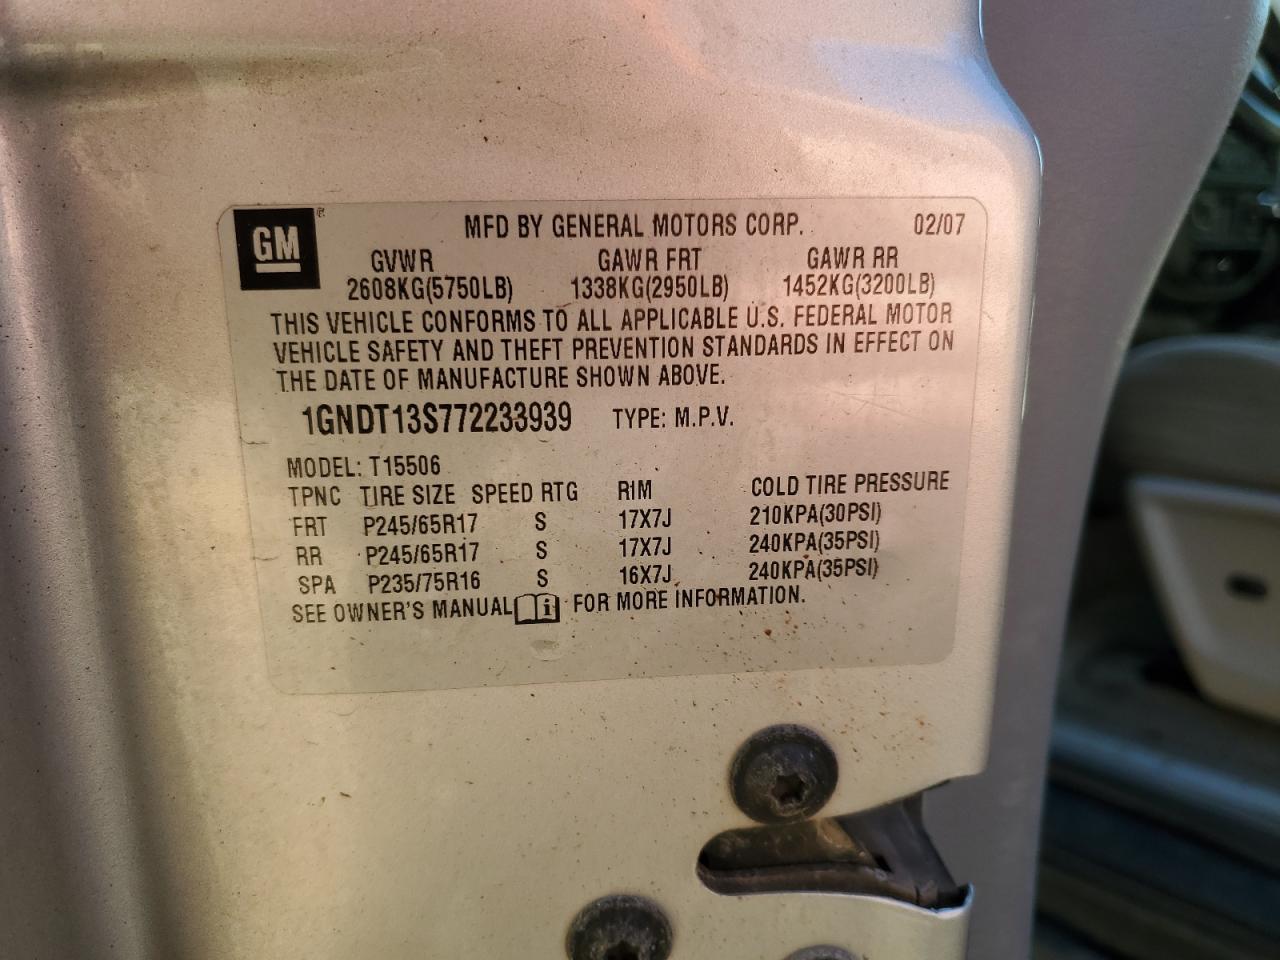 GM ® MFD BY GENERAL MOTORS CORP. 02/07
GVWR GAWR FRT GAWR RR
2608KG(5750LB) 1338KG(2950LB) 1452KG(3200LB)
THIS VEHICLE CONFORMS TO ALL APPLICABLE U.S. FEDERAL MOTOR
VEHICLE SAFETY AND THEFT PREVENTION STANDARDS IN EFFECT ON
THE DATE OF MANUFACTURE SHOWN ABOVE.
1GNDT13S772233939 TYPE: M.P.V.
MODEL: T15506
TPNC TIRE SIZE SPEED RTG RIM COLD TIRE PRESSURE
FRT P245/65R17 S 17X7J 210KPA(30PSI)
RR P245/65R17 S 17X7J 240KPA(35PSI)
SPA P235/75R16 S 16X7J 240KPA(35PSI)
SEE OWNER'S MANUAL i FOR MORE INFORMATION.